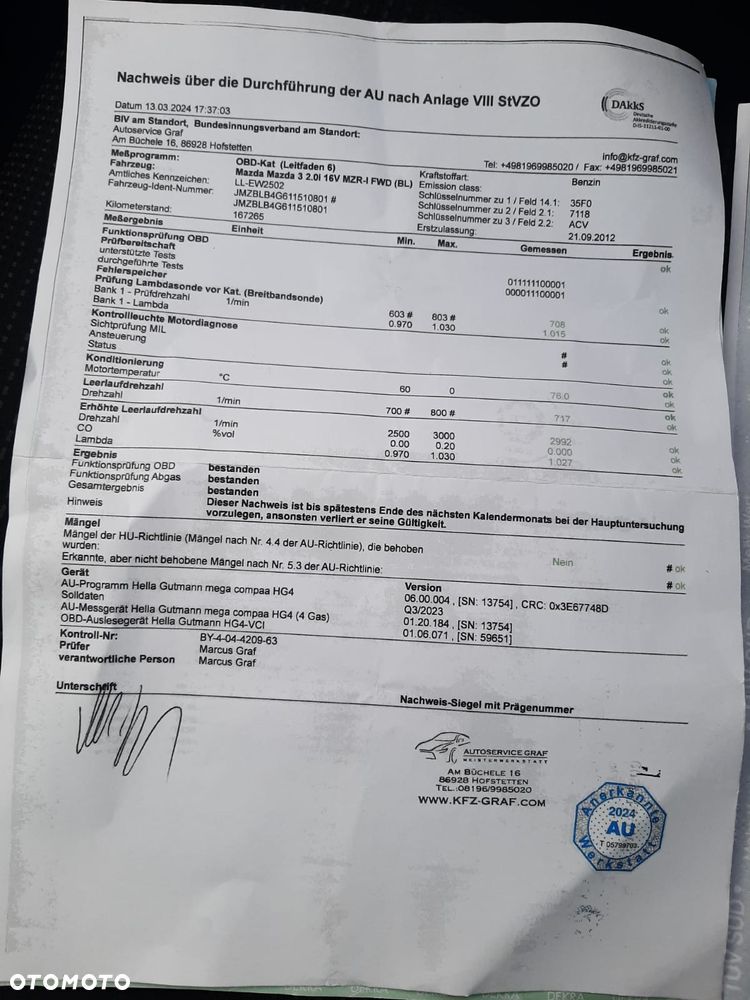 Nachweis über die Durchführung der AU nach Anlage VIII StVZO
DAkkS
Deutsche
Akkreditierungsstelle
Datum 13.03.2024 17:37:03
BIV am Standort, Bundesinnungsverband am Standort:
Autoservice Graf
Am Büchele 16, 86928 Hofstetten
info@kfz-graf.com
Tel: +4981969985020 / Fax: +4981969985021
Meßprogramm: OBD-Kat (Leitfaden 6) Kraftstoffart: Benzin
Fahrzeug: Mazda Mazda 3 2.0i 16V MZR-I FWD (BL) Emission class:
Amtliches Kennzeichen: LL-EW2502 Schlüsselnummer zu 1 / Feld 14.1: 35F0
Fahrzeug-Ident-Nummer: JMZBLB4G611510801 # Schlüsselnummer zu 2 / Feld 2.1: 7118
JMZBLB4G611510801 Schlüsselnummer zu 3 / Feld 2.2: ACV
Kilometerstand: 167265 Erstzulassung: 21.09.2012
Meßergebnis Einheit Min. Max. Gemessen Ergebnis
Funktionsprüfung OBD ok
Prüfbereitschaft
unterstützte Tests 011111100001
durchgeführte Tests 000011100001
Fehlerspeicher ok
Prüfung Lambdasonde vor Kat. (Breitbandsonde)
Bank 1 - Prüfdrehzahl 1/min 603 # 803 # 708 ok
Bank 1 - Lambda 0.970 1.030 1.015 ok
Kontrollleuchte Motordiagnose
Sichtprüfung MIL # ok
Ansteuerung # ok
Status ok
Konditionierung ok
Motortemperatur °C 60 0 76.0 ok
Leerlaufdrehzahl ok
Drehzahl 1/min 700 # 800 # 717 ok
Erhöhte Leerlaufdrehzahl
Drehzahl 1/min 2500 3000 2992 ok
CO %vol 0.00 0.20 0.000 ok
Lambda 0.970 1.030 1.027 ok
Ergebnis
Funktionsprüfung OBD bestanden
Funktionsprüfung Abgas bestanden
Gesamtergebnis bestanden
Hinweis Dieser Nachweis ist bis spätestens Ende des nächsten Kalendermonats bei der Hauptuntersuchung
vorzulegen, ansonsten verliert er seine Gültigkeit.
Mängel
Mängel der HU-Richtlinie (Mängel nach Nr. 4.4 der AU-Richtlinie), die behoben
wurden: Nein # ok
Erkannte, aber nicht behobene Mängel nach Nr. 5.3 der AU-Richtlinie: # ok
Gerät Version
AU-Programm Hella Gutmann mega compaa HG4 06.00.004 , [SN: 13754] , CRC: 0x3E67748D
Solldaten Q3/2023
AU-Messgerät Hella Gutmann mega compaa HG4 (4 Gas) 01.20.184 , [SN: 13754]
OBD-Auslesegerät Hella Gutmann HG4-VCI 01.06.071 , [SN: 59651]
Kontroll-Nr: BY-4-04-4209-63
Prüfer Marcus Graf
verantwortliche Person Marcus Graf
Unterschrift
Nachweis-Siegel mit Prägenummer
AUTOSERVICE GRAF
MEISTERWERKSTATT
AM BÜCHELE 16
86928 HOFSTETTEN
TEL.:08196/9985020
WWW.KFZ-GRAF.COM
Anerkannte
2024
AU
Werkstatt
TÜV SÜD
DEKRA DEKRA DEKRA
OTOMOTO